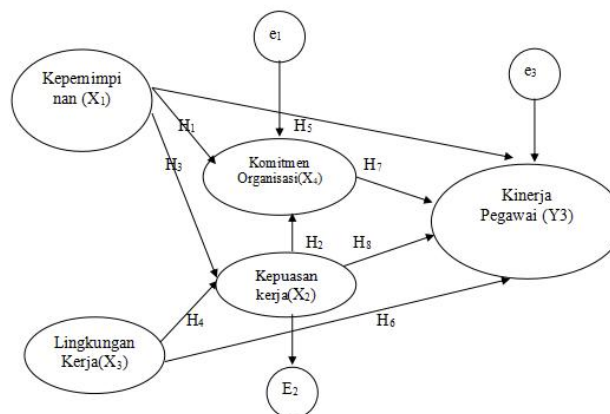 e1
e3
Kepemimpi
nan (X1)
H1
H5
H3
Komitmen
Organisasi(X4)
H7
Kinerja
Pegawai (Y3)
H2
H8
Kepuasan
kerja(X2)
H4
H6
Lingkungan
Kerja(X3)
E2